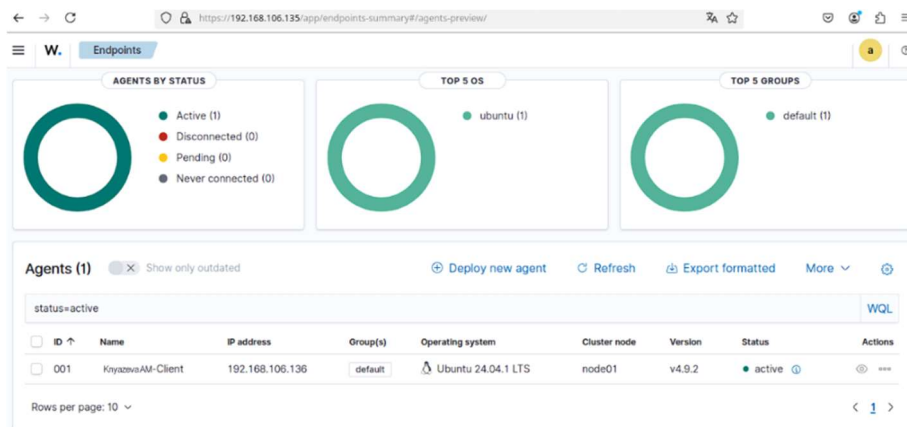 https://192.168.106.135/app/endpoints-summary#/agents-preview/
W. Endpoints a
AGENTS BY STATUS
Active (1)
Disconnected (0)
Pending (0)
Never connected (0)
TOP 5 OS
ubuntu (1)
TOP 5 GROUPS
default (1)
Agents (1) Show only outdated Deploy new agent Refresh Export formatted More
status=active WQL
ID Name IP address Group(s) Operating system Cluster node Version Status Actions
001 KnyazevaAM-Client 192.168.106.136 default Ubuntu 24.04.1 LTS node01 v4.9.2 active
Rows per page: 10 1